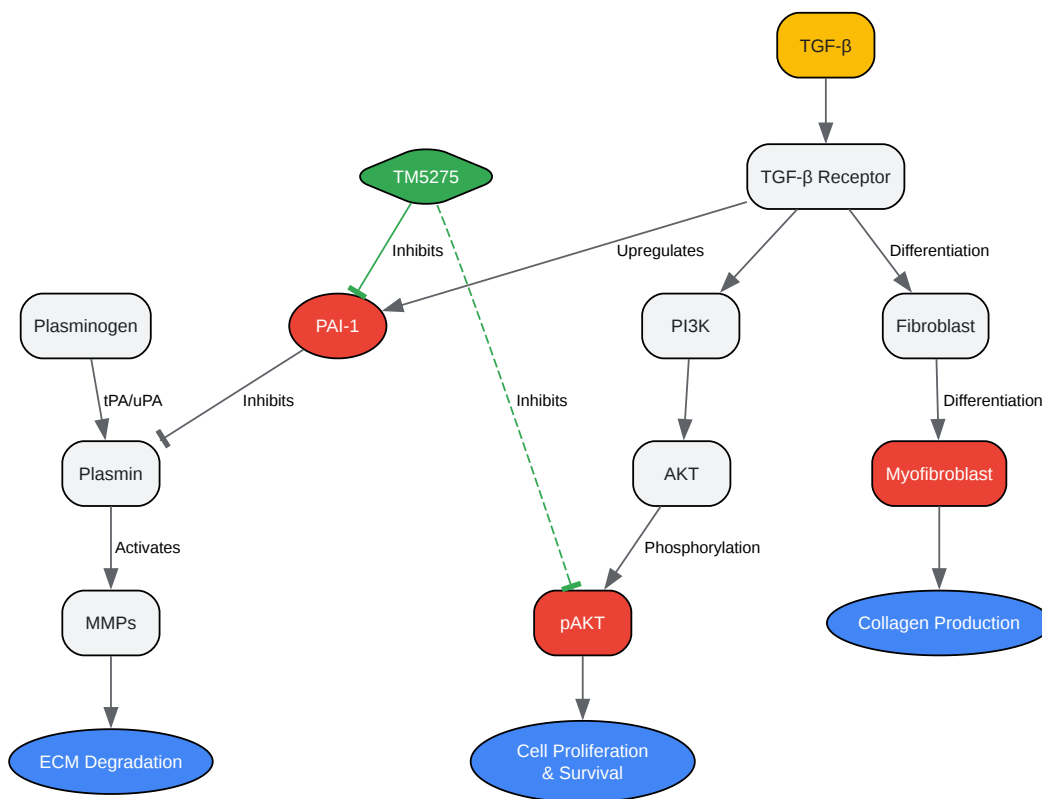 TGF-β
TM5275
TGF-β Receptor
Inhibits
Upregulates
Differentiation
Plasminogen
PAI-1
PI3K
Fibroblast
tPA/uPA
Inhibits
Inhibits
Differentiation
Plasmin
AKT
Myofibroblast
Activates
Phosphorylation
MMPs
pAKT
Collagen Production
ECM Degradation
Cell Proliferation
& Survival